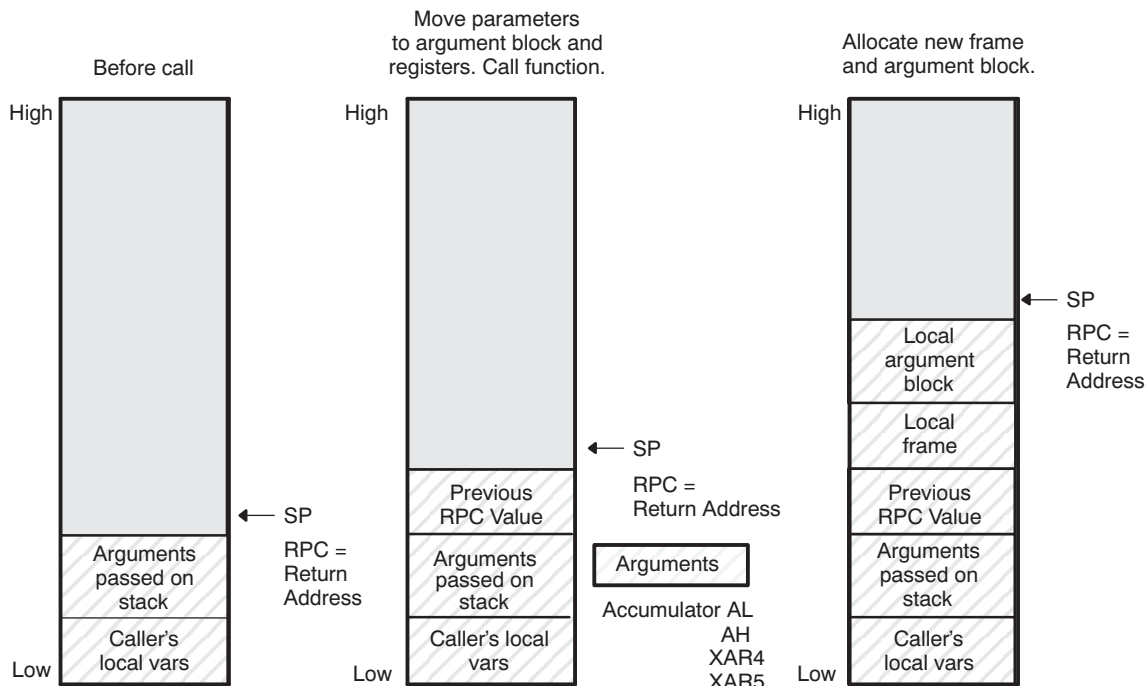 Before call
High
SP
RPC =
Return
Address
Arguments
passed on
stack
Caller's
local vars
Low
Move parameters
to argument block and
registers. Call function.
High
SP
RPC =
Return Address
Previous
RPC Value
Arguments
passed on
stack
Caller's local
vars
Low
Arguments
Accumulator AL
AH
XAR4
XAR5
Allocate new frame
and argument block.
High
SP
RPC =
Return
Address
Local
argument
block
Local
frame
Previous
RPC Value
Arguments
passed on
stack
Caller's
local vars
Low